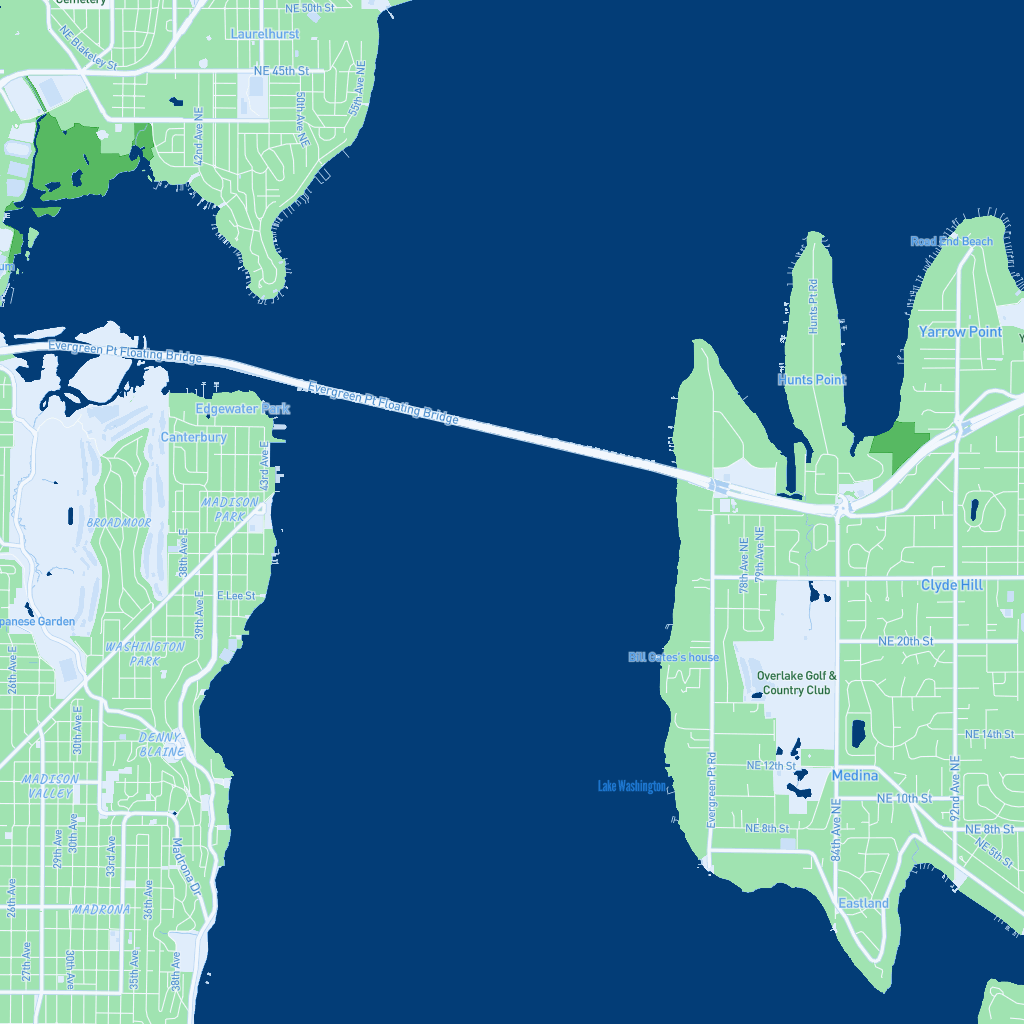 Cemetery
NE 50th St
NE Blakeley St
Laurelhurst
NE 45th St
55th Ave NE
50th Ave NE
42nd Ave NE
Road End Beach
Hunts Pt Rd
Yarrow Point
Evergreen Pt Floating Bridge
Evergreen Pt Floating Bridge
Hunts Point
Edgewater Park
Canterbury
43rd Ave E
MADISON
PARK
BROADMOOR
38th Ave E
78th Ave NE
79th Ave NE
Clyde Hill
E Lee St
39th Ave E
panese Garden
NE 20th St
WASHINGTON
PARK
26th Ave E
Bill Gates's house
Overlake Golf &
Country Club
30th Ave E
DENNY-
BLAINE
NE 14th St
MADISON
VALLEY
NE 12th St
Medina
Lake Washington
Evergreen Pt Rd
92nd Ave NE
NE 10th St
84th Ave NE
NE 8th St
NE 8th St
NE 5th St
29th Ave
30th Ave
33rd Ave
Madrona Dr
26th Ave
36th Ave
MADRONA
Eastland
27th Ave
30th Ave
35th Ave
38th Ave